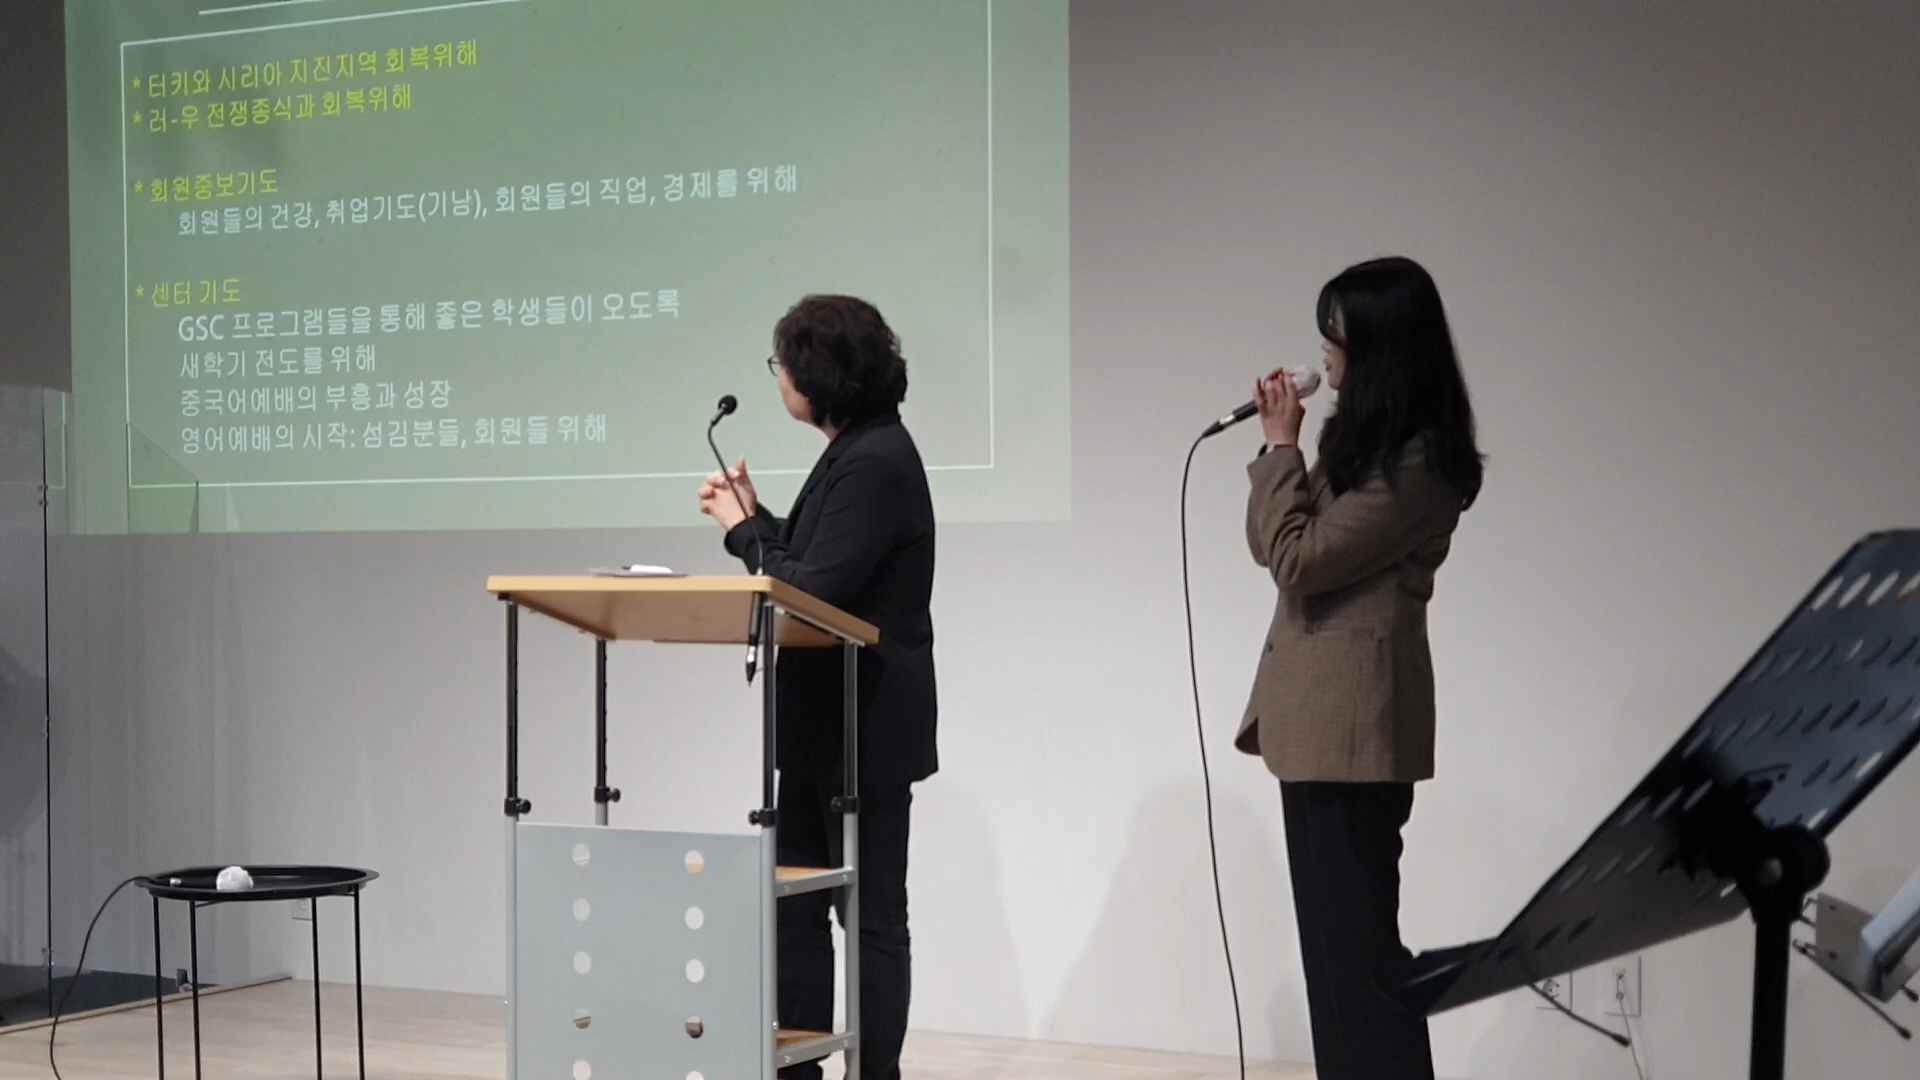 * 터키와 시리아 지진지역 회복위해
* 러-우 전쟁종식과 회복위해
* 회원중보기도
회원들의 건강, 취업기도(기남), 회원들의 직업, 경제를 위해
* 센터 기도
GSC 프로그램들을 통해 좋은 학생들이 오도록
새학기 전도를 위해
중국어예배의 부흥과 성장
영어예배의 시작: 섬김분들, 회원들 위해